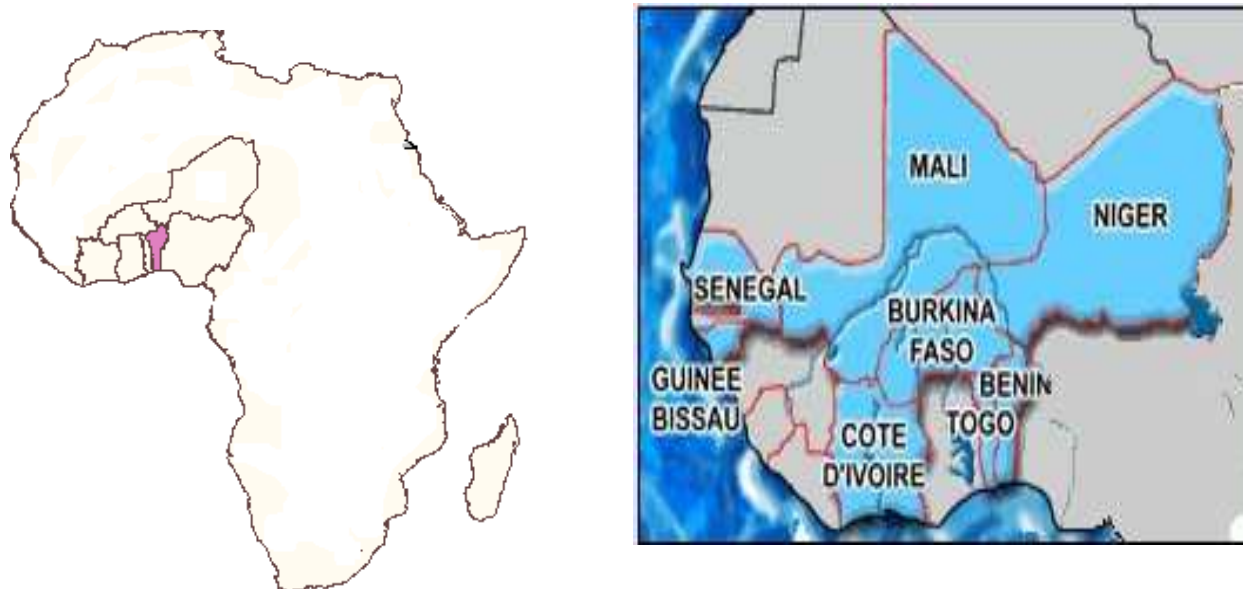 MALI
NIGER
SENEGAL
BURKINA
FASO
GUINEE
BISSAU
BENIN
TOGO
COTE
D'IVOIRE